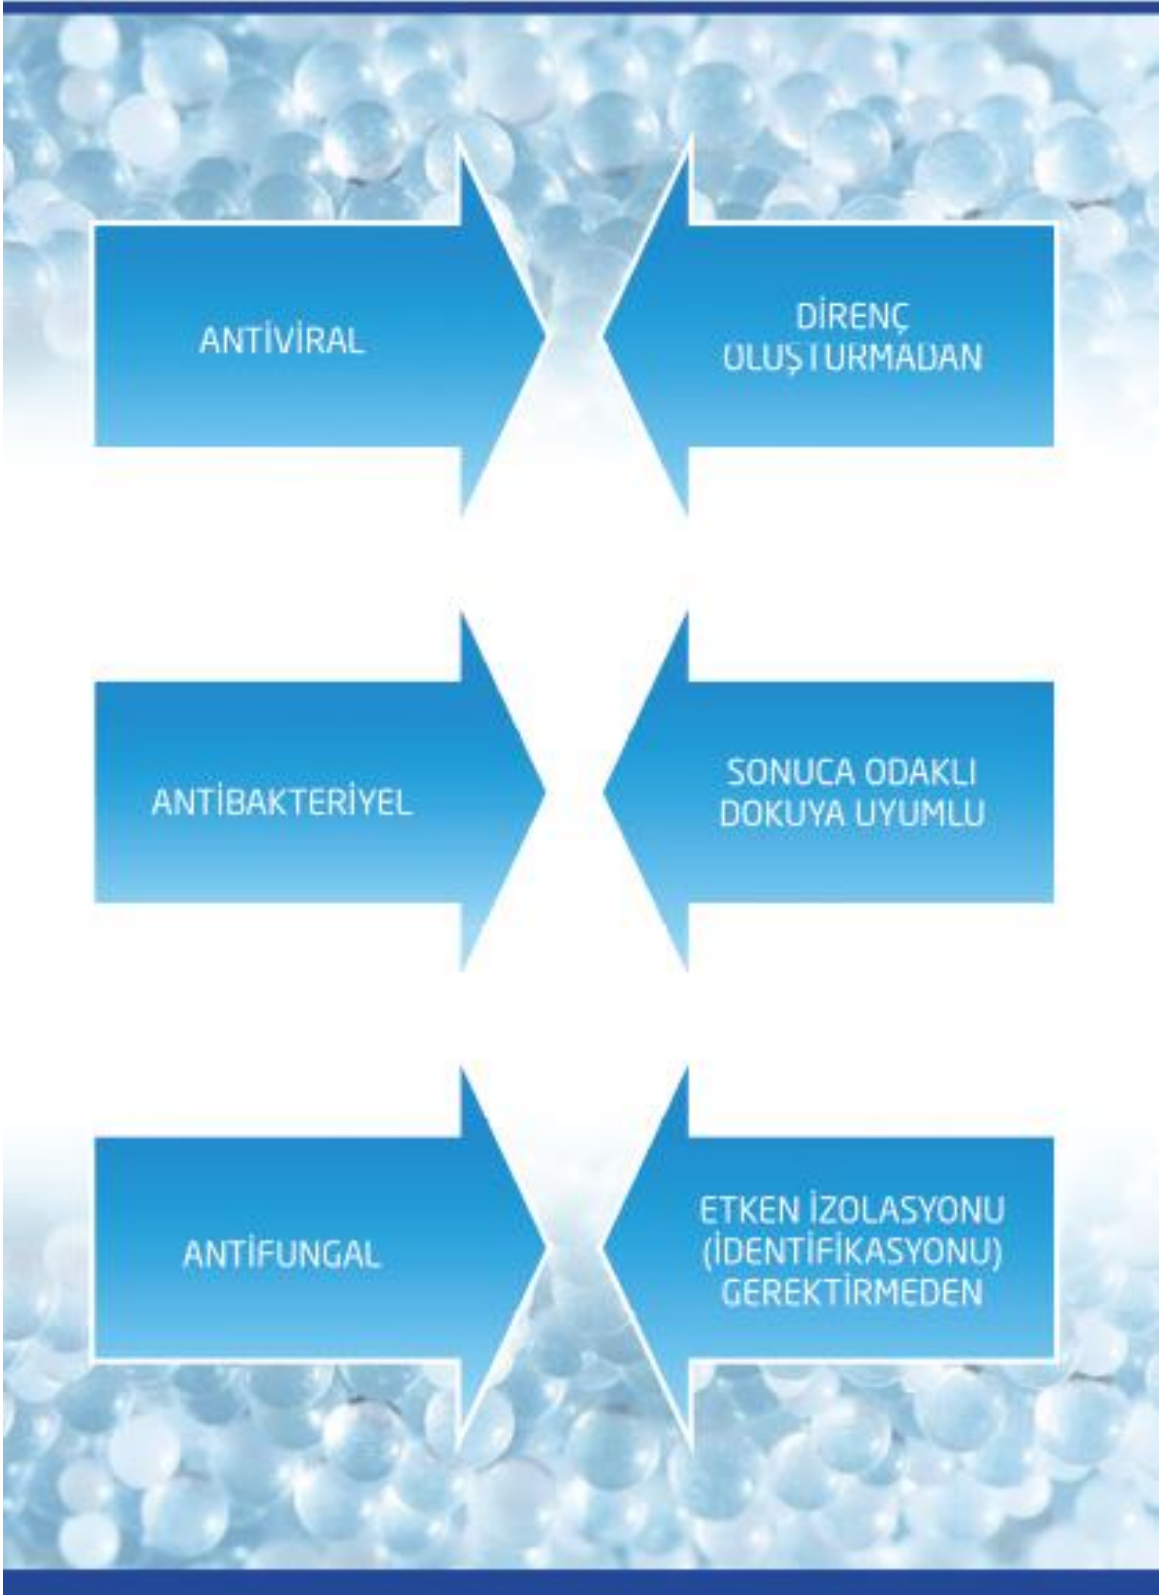 ANTİVİRAL
DİRENÇ
OLUŞTURMADAN
ANTİBAKTERİYEL
SONUCA ODAKLI
DOKUYA UYUMLU
ANTİFUNGAL
ETKEN İZOLASYONU
(İDENTİFİKASYONU)
GEREKTİRMEDEN